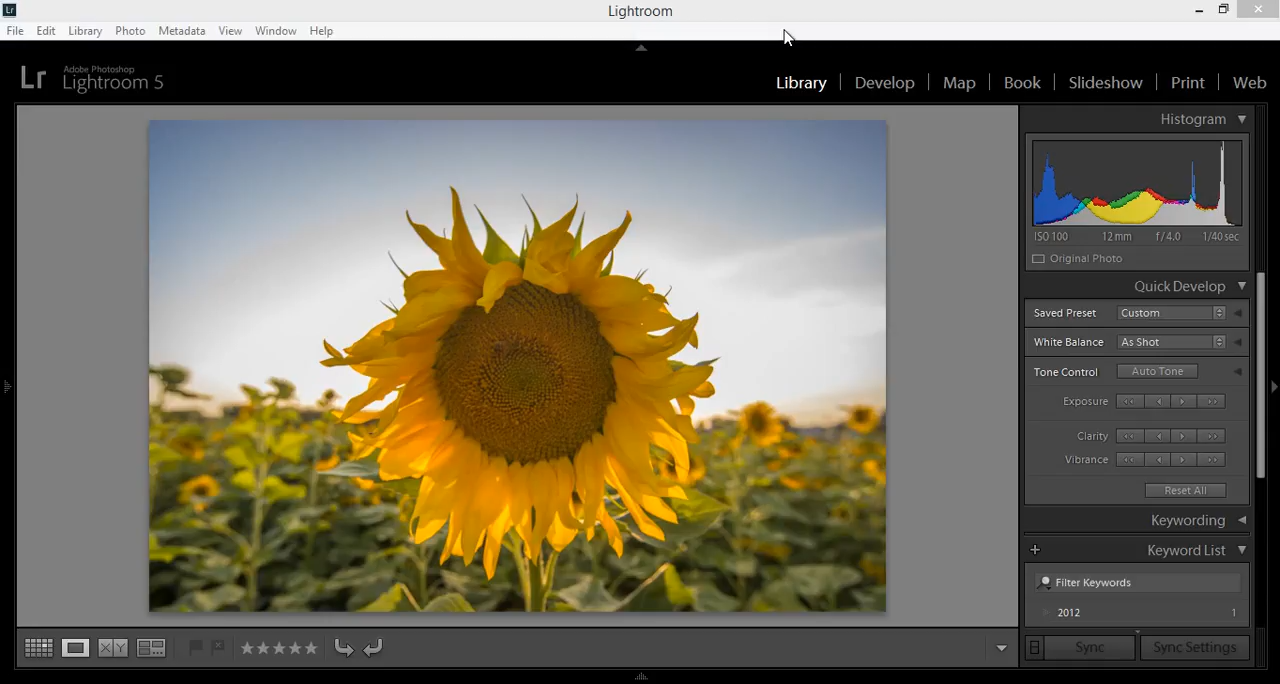 Lr
Lightroom
File Edit Library Photo Metadata View Window Help
Lr
Adobe Photoshop
Lightroom 5
Library Develop Map Book Slideshow Print Web
Histogram
ISO 100 12 mm f / 4.0 1/40 sec
Original Photo
Quick Develop
Saved Preset Custom
White Balance As Shot
Tone Control Auto Tone
Exposure
Clarity
Vibrance
Reset All
Keywording
Keyword List
Filter Keywords
2012 1
X Y
Sync Sync Settings